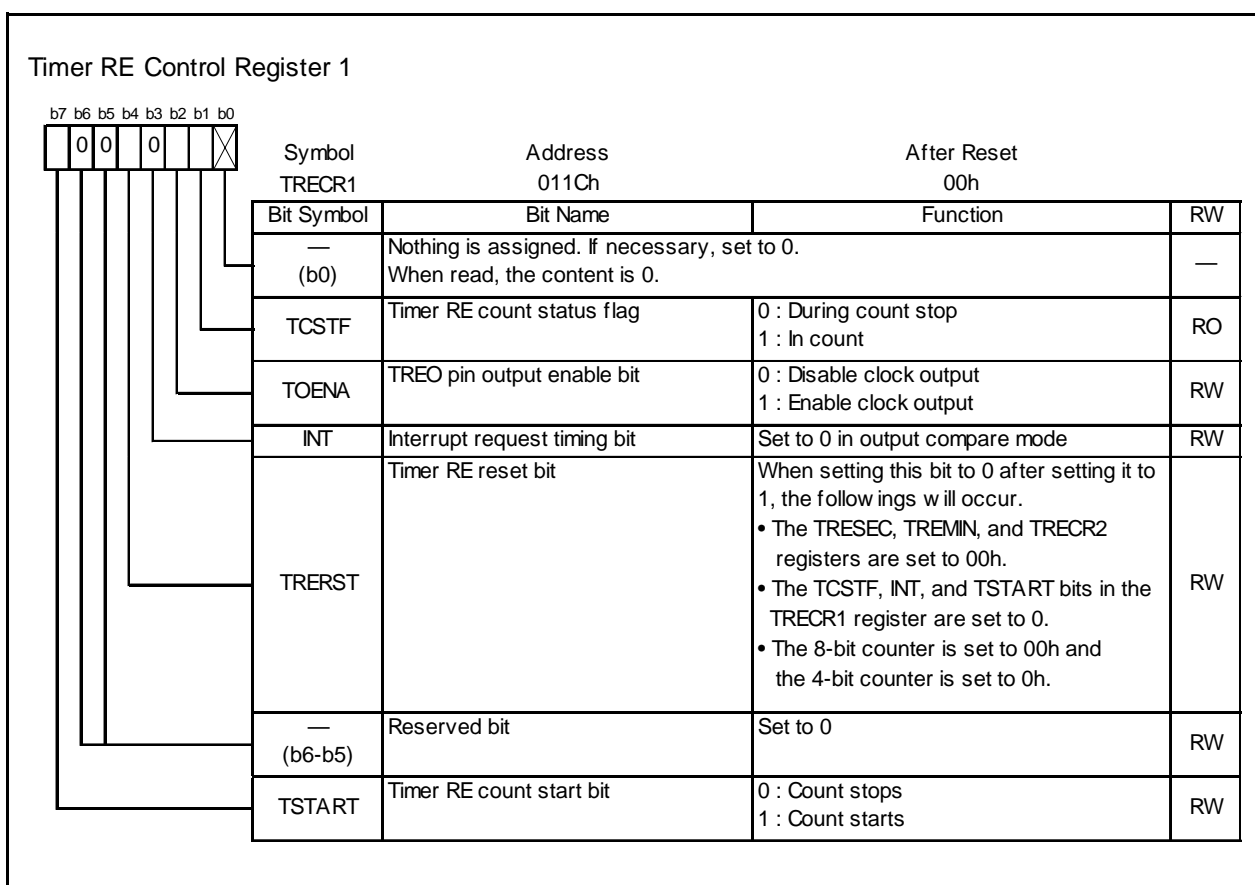 Timer RE Control Register 1
b7 b6 b5 b4 b3 b2 b1 b0
0 0 0
Symbol Address After Reset
TRECR1 011Ch 00h
Bit Symbol Bit Name Function RW
—
(b0)
Nothing is assigned. If necessary, set to 0.
When read, the content is 0.
—
TCSTF
Timer RE count status flag
0 : During count stop
1 : In count
RO
TOENA
TREO pin output enable bit
0 : Disable clock output
1 : Enable clock output
RW
INT Interrupt request timing bit Set to 0 in output compare mode RW
TRERST
Timer RE reset bit
When setting this bit to 0 after setting it to
1, the followings will occur.
• The TRESEC, TREMIN, and TRECR2
registers are set to 00h.
• The TCSTF, INT, and TSTART bits in the
TRECR1 register are set to 0.
• The 8-bit counter is set to 00h and
the 4-bit counter is set to 0h.
RW
—
(b6-b5)
Reserved bit
Set to 0
RW
TSTART
Timer RE count start bit
0 : Count stops
1 : Count starts
RW